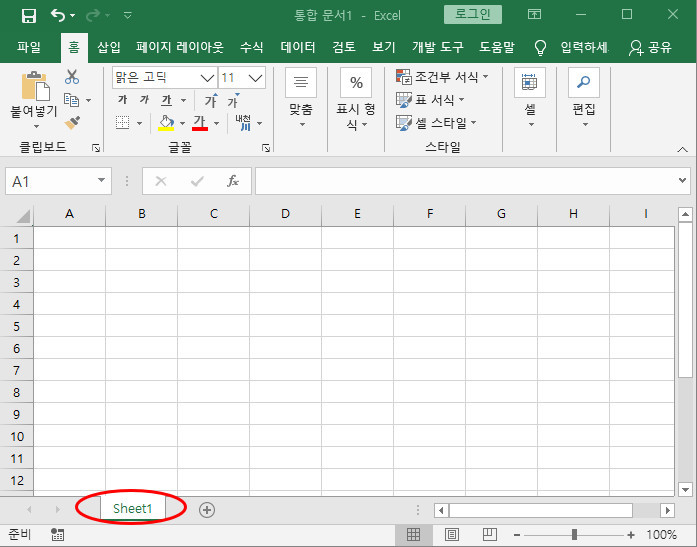 통합 문서1 - Excel 로그인
파일 홈 삽입 페이지 레이아웃 수식 데이터 검토 보기 개발 도구 도움말 입력하세. 공유
붙여넣기
클립보드
맑은 고딕 11
가 가 가 가 가
가 내천
글꼴
맞춤
% 표시 형식
조건부 서식
표 서식
셀 스타일
스타일
셀
편집
A1 fx
A B C D E F G H I
1
2
3
4
5
6
7
8
9
10
11
12
Sheet1
준비 100%